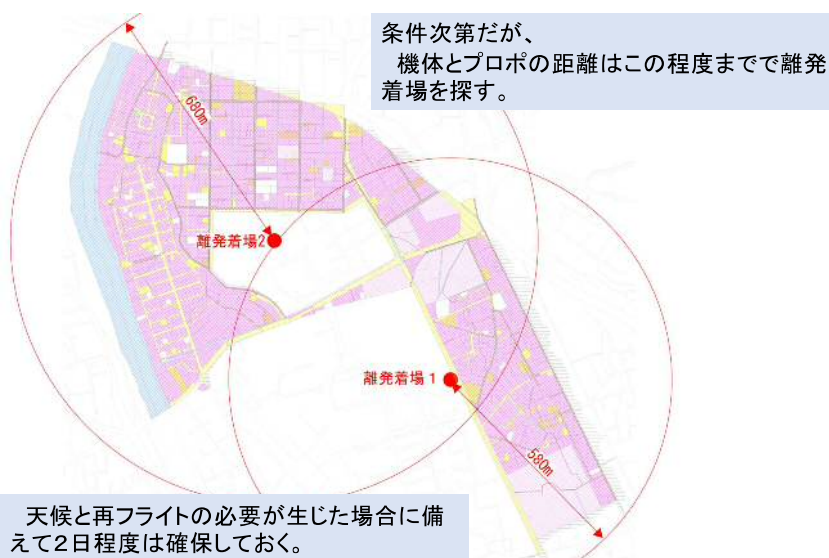 条件次第だが、
機体とプロポの距離はこの程度までで離発
着場を探す。
680m
離発着場2
離発着場1
580m
天候と再フライトの必要が生じた場合に備
えて2日程度は確保しておく。